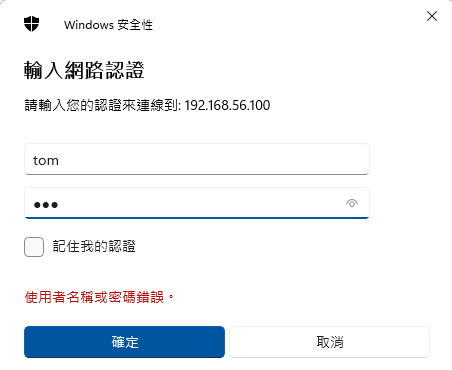 Windows 安全性
輸入網路認證
請輸入您的認證來連線到: 192.168.56.100
tom
●●●
記住我的認證
使用者名稱或密碼錯誤。
確定
取消